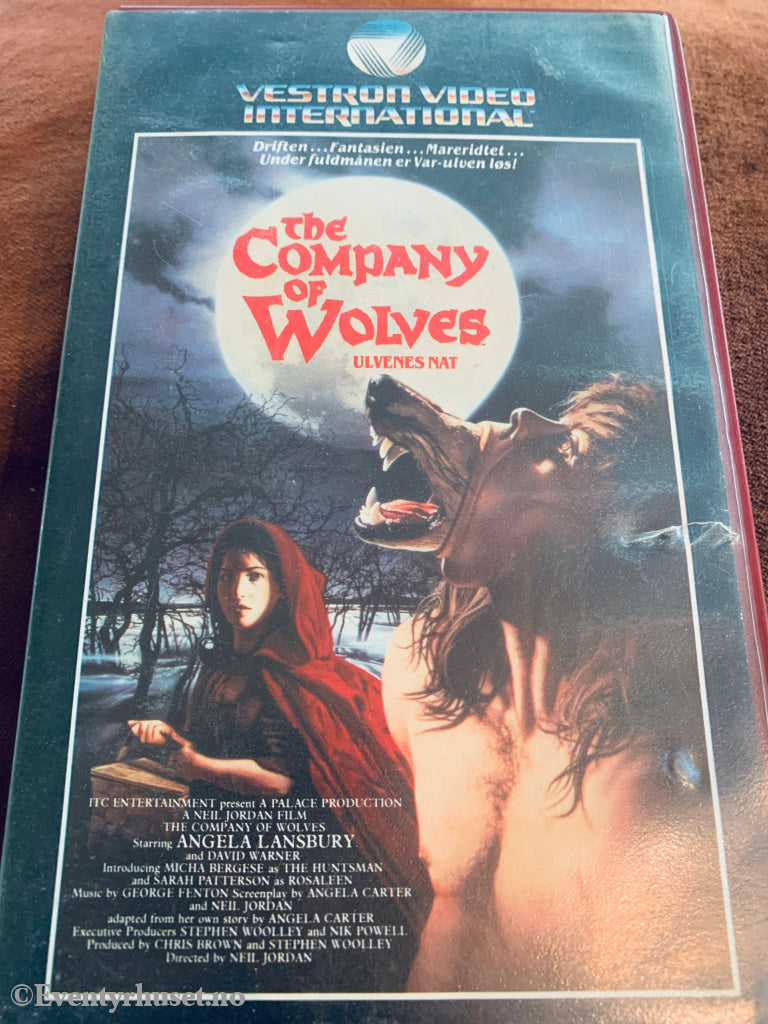 VESTRON VIDEO
INTERNATIONAL
Driften...Fantasien...Mareridtet...
Under fuldmånen er Var-ulven løs!
The
Company
of
Wolves
ULVENES NAT
ITC ENTERTAINMENT present A PALACE PRODUCTION
A NEIL JORDAN FILM
THE COMPANY OF WOLVES
Starring ANGELA LANSBURY
and DAVID WARNER
Introducing MICHA BERGESE as THE HUNTSMAN
and SARAH PATTERSON as ROSALEEN
Music by GEORGE FENTON Screenplay by ANGELA CARTER
and NEIL JORDAN
adapted from her own story by ANGELA CARTER
Executive Producers STEPHEN WOOLLEY and NIK POWELL
Produced by CHRIS BROWN and STEPHEN WOOLLEY
Directed by NEIL JORDAN
©Eventyrhuset.no